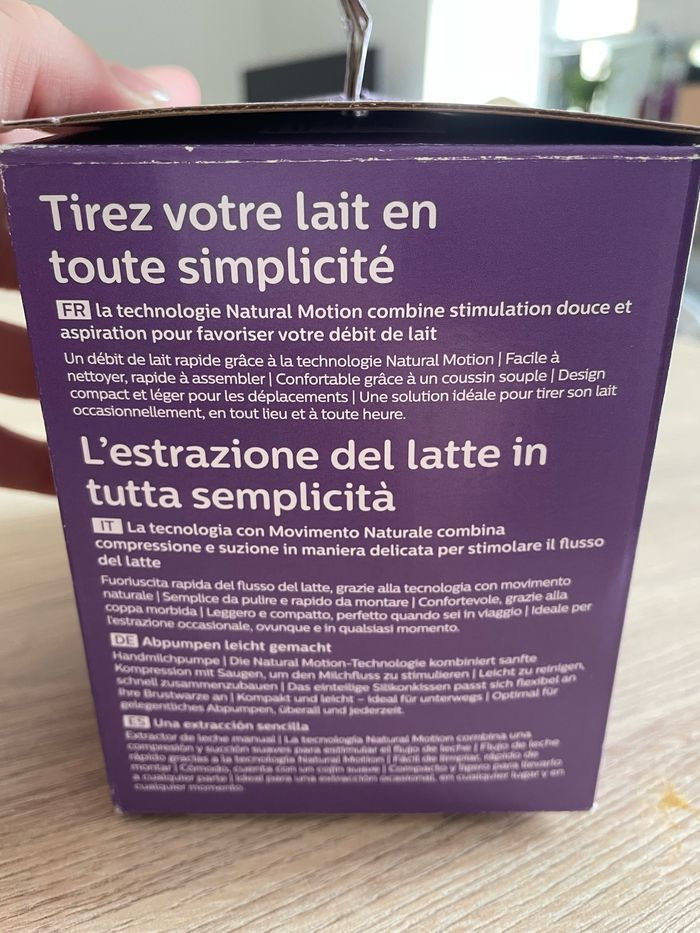 Tirez votre lait en
toute simplicité
FR la technologie Natural Motion combine stimulation douce et
aspiration pour favoriser votre débit de lait
Un débit de lait rapide grâce à la technologie Natural Motion | Facile à
nettoyer, rapide à assembler | Confortable grâce à un coussin souple | Design
compact et léger pour les déplacements | Une solution idéale pour tirer son lait
occasionnellement, en tout lieu et à toute heure.
L'estrazione del latte in
tutta semplicità
IT La tecnologia con Movimento Naturale combina
compressione e suzione in maniera delicata per stimolare il flusso
del latte
Fuoriuscita rapida del flusso del latte, grazie alla tecnologia con movimento
naturale | Semplice da pulire e rapido da montare | Confortevole, grazie alla
coppa morbida | Leggero e compatto, perfetto quando sei in viaggio | Ideale per
l'estrazione occasionale, ovunque e in qualsiasi momento.
DE Abpumpen leicht gemacht
Handmilchpumpe | Die Natural Motion-Technologie kombiniert sanfte
Kompression mit Saugen, um den Milchfluss zu stimulieren | Leicht zu reinigen,
schnell zusammenzubauen | Das einteilige Silikonkissen passt sich flexibel an
Ihre Brustwarze an | Kompakt und leicht – ideal für unterwegs | Optimal für
gelegentliches Abpumpen, überall und jederzeit.
ES Una extracción sencilla
Extractor de leche manual | La tecnología Natural Motion combina una
compresión y succión suaves para estimular el flujo de leche | Flujo de leche
rápido gracias a la tecnología Natural Motion | Fácil de limpiar, rápido de
montar | Cómodo, cuenta con un cojín suave | Compacto y ligero para llevarlo
a cualquier parte | Ideal para una extracción ocasional, en cualquier lugar y en
cualquier momento.